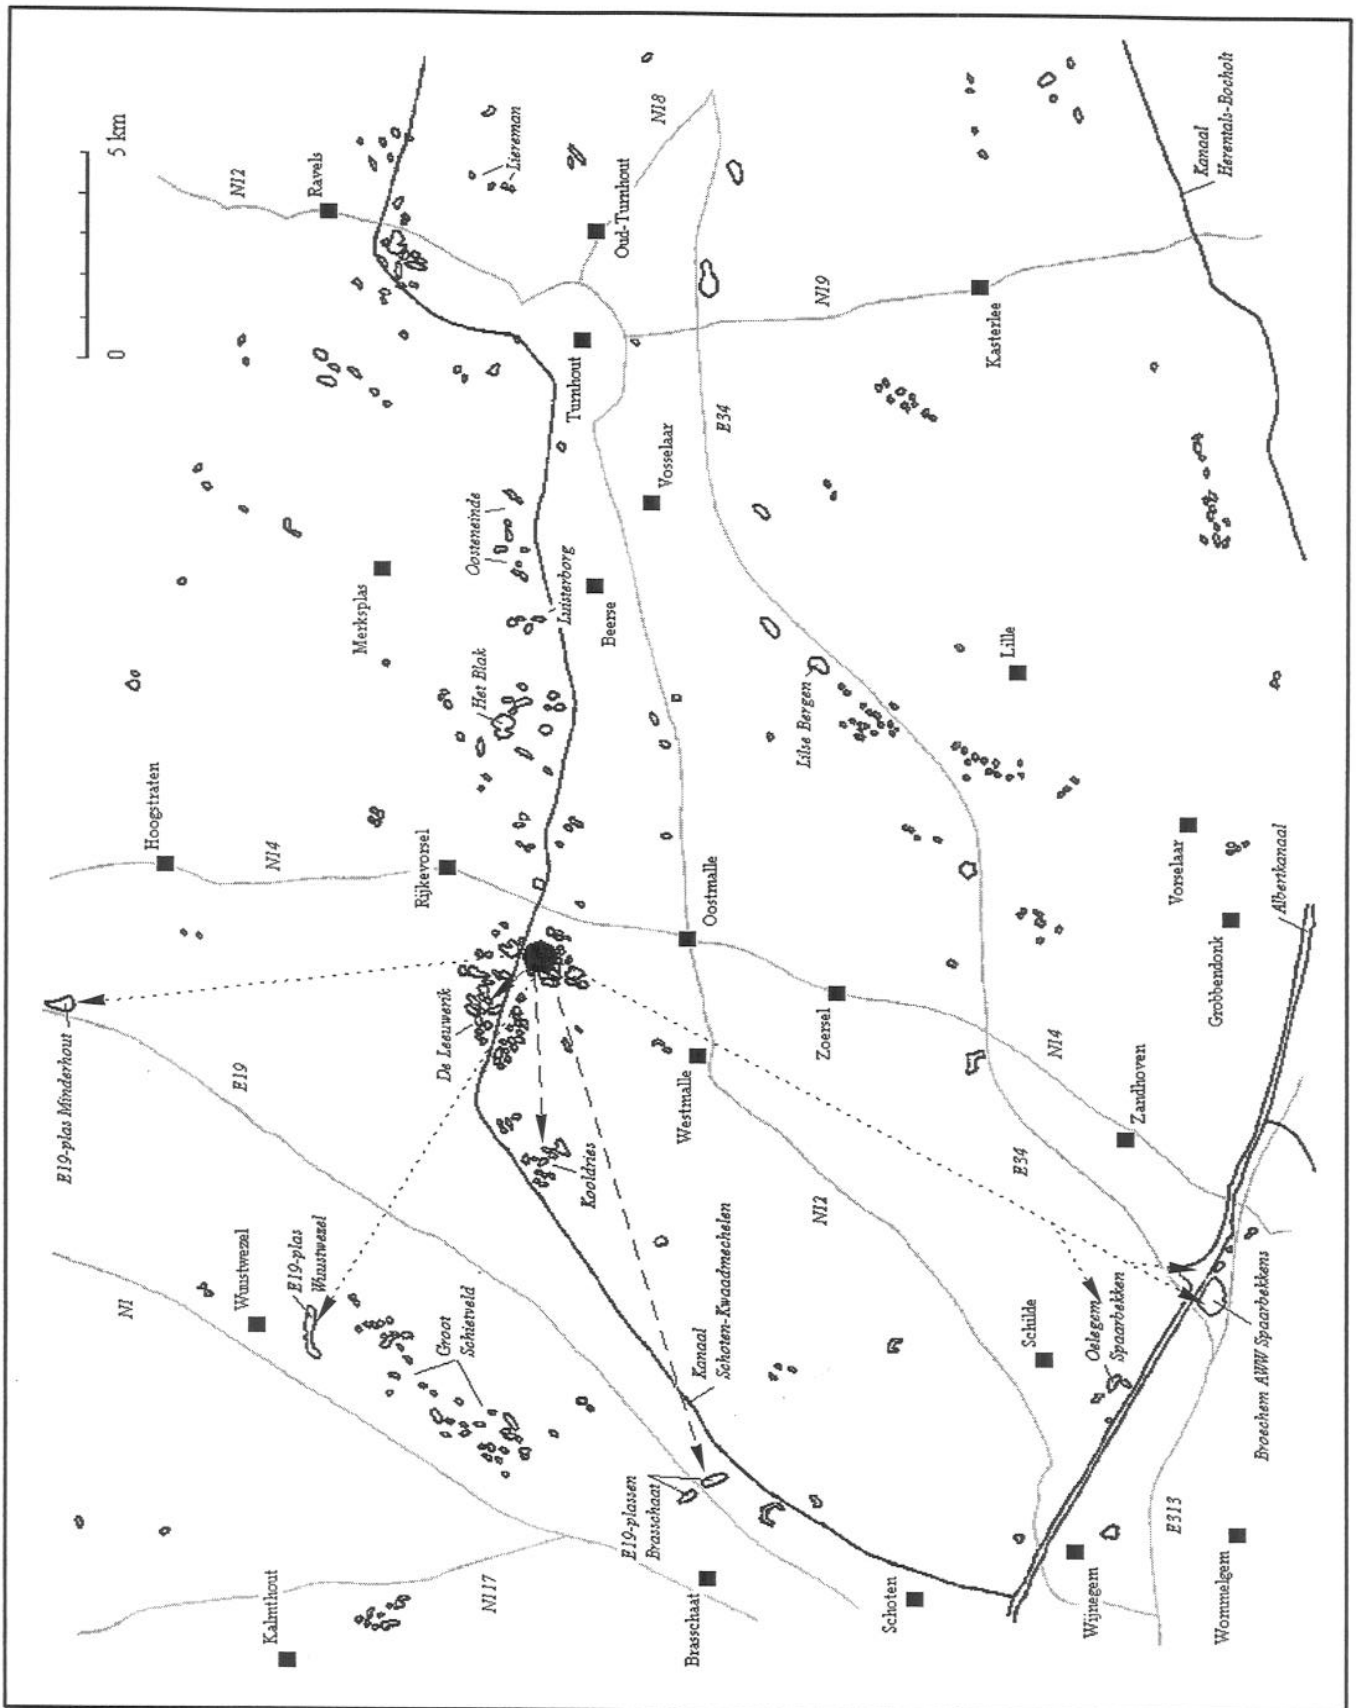 Kalmthout
N117
Brasschaat
Schoten
Wijnegem
Wommelgem
E313
N1
Wuustwezel
E19-plas
Wuustwezel
Groot
Schietveld
E19-plassen
Brasschaat
Kanaal
Schoten-Kwaadmechelen
Schilde
Oelegem
Spaarbekken
Broechem AWW Spaarbekkens
E19-plas Minderhout
E19
De Leeuwerik
Kooldries
Westmalle
N12
Zoersel
E34
N14
Zandhoven
Grobbendonk
Vorselaar
Albertkanaal
Hoogstraten
N14
Rijkevorsel
Oostmalle
Merksplas
Het Blak
Oosteneinde
Luisterborg
Beerse
Vosselaar
Lilse Bergen
Lille
0
5 km
N12
Ravels
Turnhout
Liereman
Oud-Turnhout
N18
E34
N19
Kasterlee
Kanaal
Herentals-Bocholt